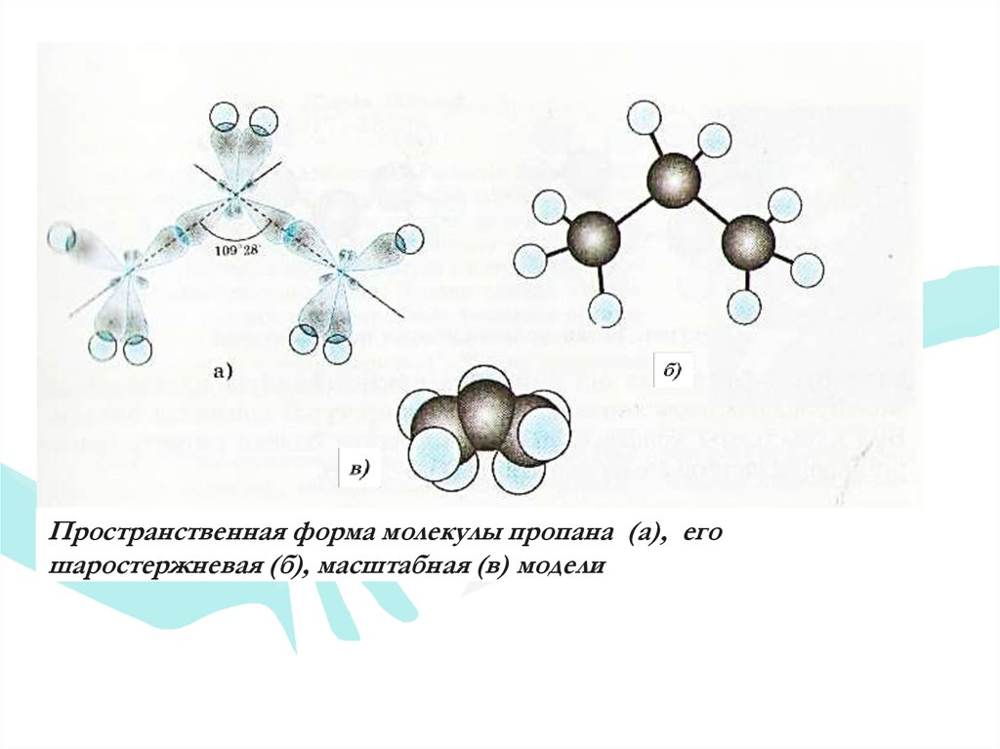 109°28'
а)
б)
в)
Пространственная форма молекулы пропана (а), его
шаростержневая (б), масштабная (в) модели